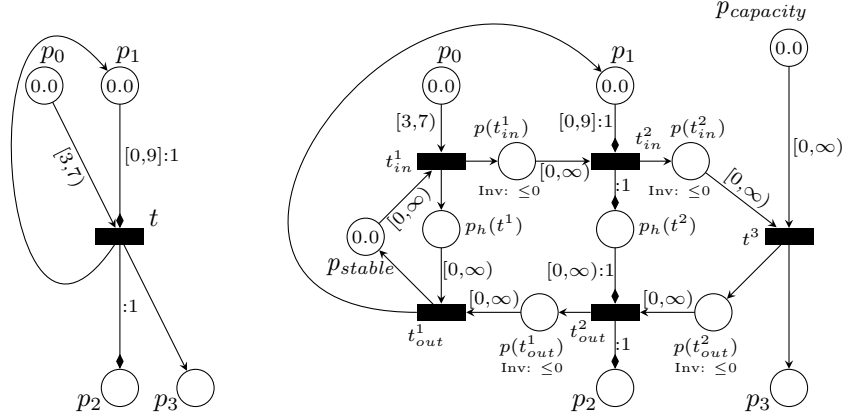 p0 p1
0.0 0.0
[3,7) [0,9]:1
t
:1
p2 p3
pcapacity
p0 p1 0.0
0.0 0.0
[3,7) p(t1in) [0,9]:1 p(t2in)
t1in t2in [0,∞)
[0,∞) [0,∞)
Inv: ≤0 :1 Inv: ≤0
[0,∞) ph(t1) ph(t2)
0.0 t3
pstable [0,∞) [0,∞):1
[0,∞) [0,∞)
t1out p(t1out) t2out :1 p(t2out)
Inv: ≤0 Inv: ≤0
p2 p3